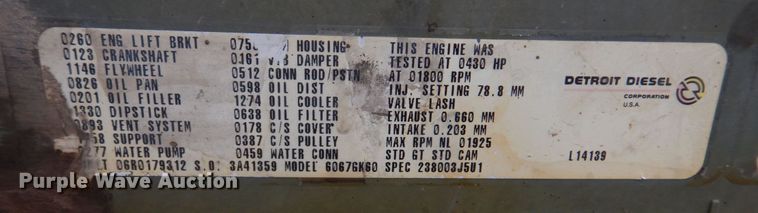 0260 ENG LIFT BRKT
0123 CRANKSHAFT
1146 FLYWHEEL
0826 OIL PAN
0201 OIL FILLER
1330 DIPSTICK
0893 VENT SYSTEM
SUPPORT
WATER PUMP
HOUSING
0161 VIB DAMPER
0512 CONN ROD/PSTN
0598 OIL DIST
1274 OIL COOLER
0638 OIL FILTER
0178 C/S COVER
0387 C/S PULLEY
0459 WATER CONN
THIS ENGINE WAS
TESTED AT 0430 HP
AT 01800 RPM
INJ. SETTING 78.8 MM
VALVE LASH
EXHAUST 0.660 MM
INTAKE 0.203 MM
MAX RPM NL 01925
STD GT STD CAM
DETROIT DIESEL
CORPORATION
U.S.A.
L14139
06R0179312 S.O. 3A41359 MODEL 6067GK60 SPEC 238003J5U1
Purple Wave Auction